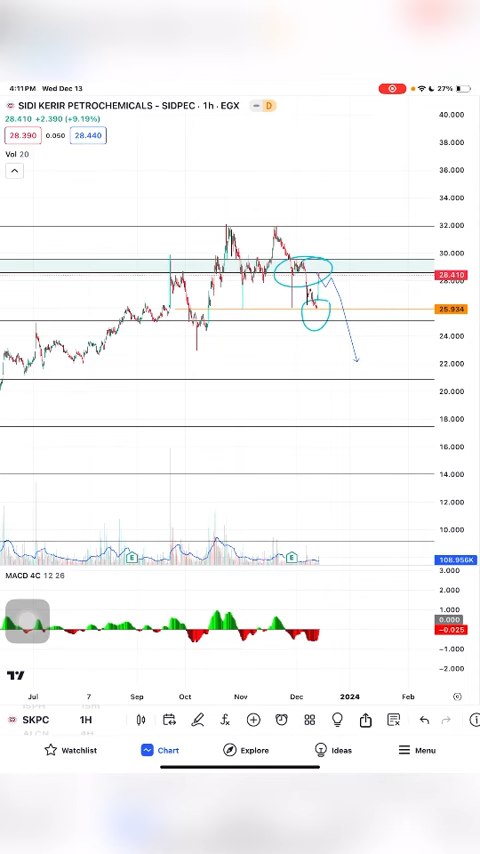 4:11 PM Wed Dec 13 27%
SIDI KERIR PETROCHEMICALS - SIDPEC · 1h · EGX D
28.410 +2.390 (+9.19%)
28.390 0.050 28.440
Vol 20
40.000
38.000
36.000
34.000
32.000
30.000
28.410
28.000
25.934
24.000
22.000
20.000
18.000
16.000
14.000
12.000
10.000
E E
108.956K
MACD 4C 12 26
3.000
2.000
1.000
0.000
−0.025
−1.000
−2.000
Jul 7 Sep Oct Nov Dec 2024 Feb
SKPC 1H
Watchlist Chart Explore Ideas Menu